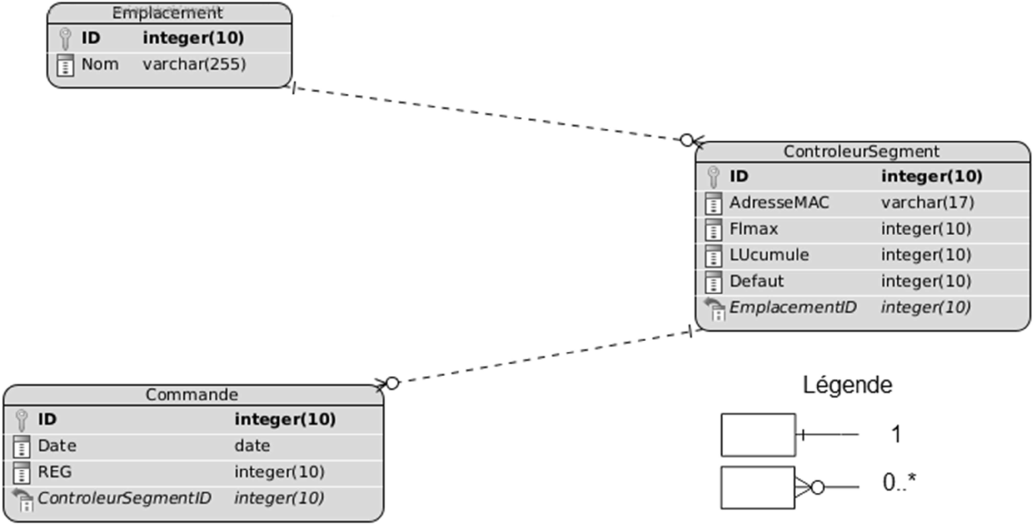 Emplacement
ID integer(10)
Nom varchar(255)
ControleurSegment
ID integer(10)
AdresseMAC varchar(17)
FImax integer(10)
LUcumule integer(10)
Defaut integer(10)
EmplacementID integer(10)
Commande
ID integer(10)
Date date
REG integer(10)
ControleurSegmentID integer(10)
Légende
1
0..*